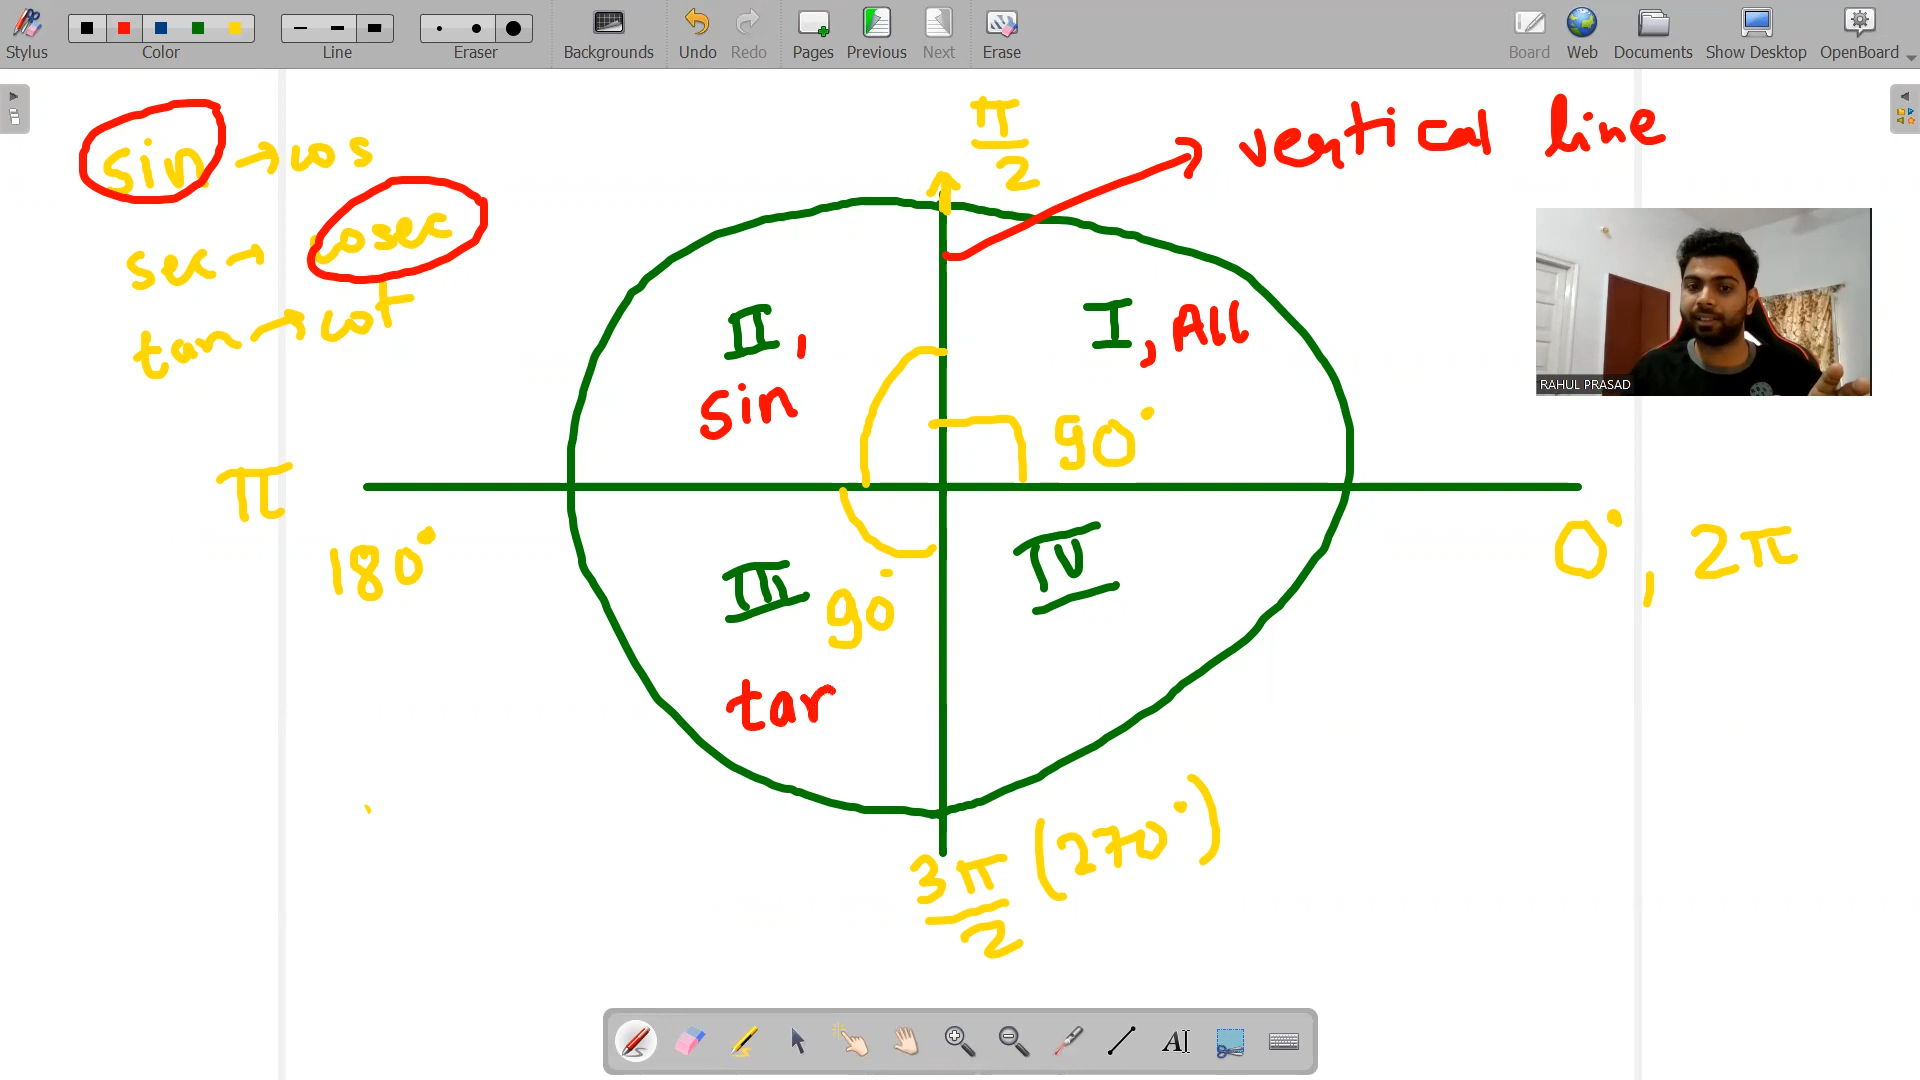 Stylus
Color
Line
Eraser
Backgrounds
Undo
Redo
Pages
Previous
Next
Erase
Board
Web
Documents
Show Desktop
OpenBoard
sin → cos
sec → cosec
tan → cot
π/2
→ vertical line
II,
sin
I, All
90°
RAHUL PRASAD
π
180°
0°, 2π
III
90°
IV
tar
3π/2 (270°)
AI